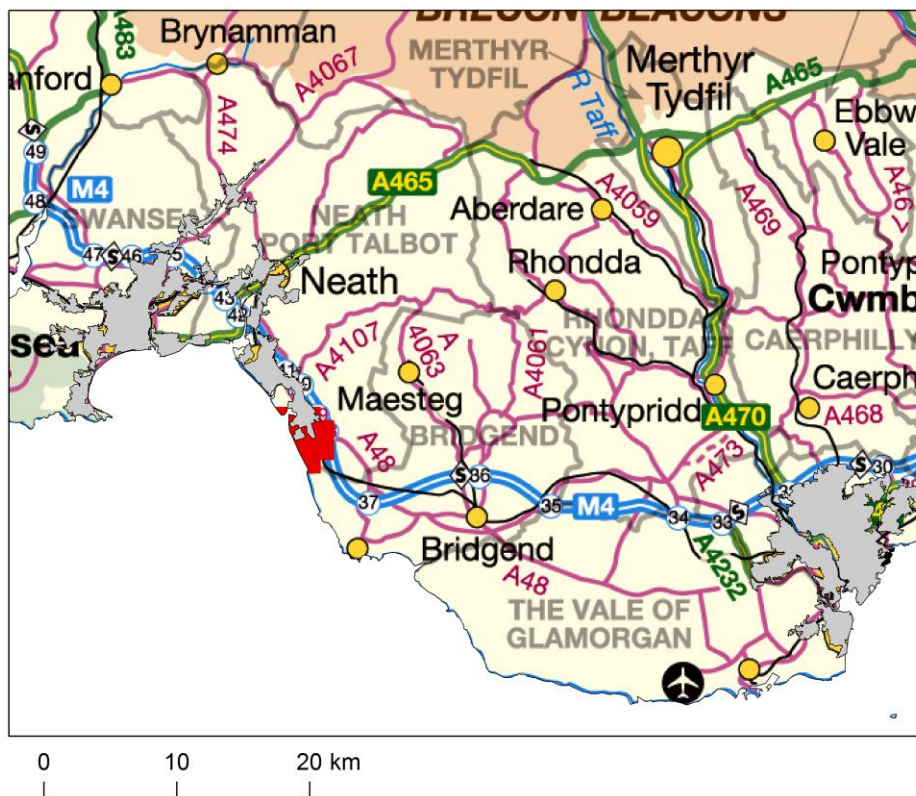 BRECON BEACONS
A483
Brynamman
A4067
MERTHYR
TYDFIL
Merthyr
Tydfil
A465
R Taff
anford
A474
Ebbw
Vale
S
49
M4
48
A465
A4059
A469
A467
SWANSEA
NEATH
PORT TALBOT
Aberdare
47
S
46
5
Neath
Rhondda
Pontyp
Cwmb
43
42
sea
A4107
A
4063
A4061
RHONDDA
CYNON, TAFF
CAERPHILLY
Maesteg
Caerph
Pontypridd
A470
A468
BRIDGEND
A48
A473
S
36
S
30
37
35
M4
34
33
S
Bridgend
A48
A4232
THE VALE OF
GLAMORGAN
0
10
20 km